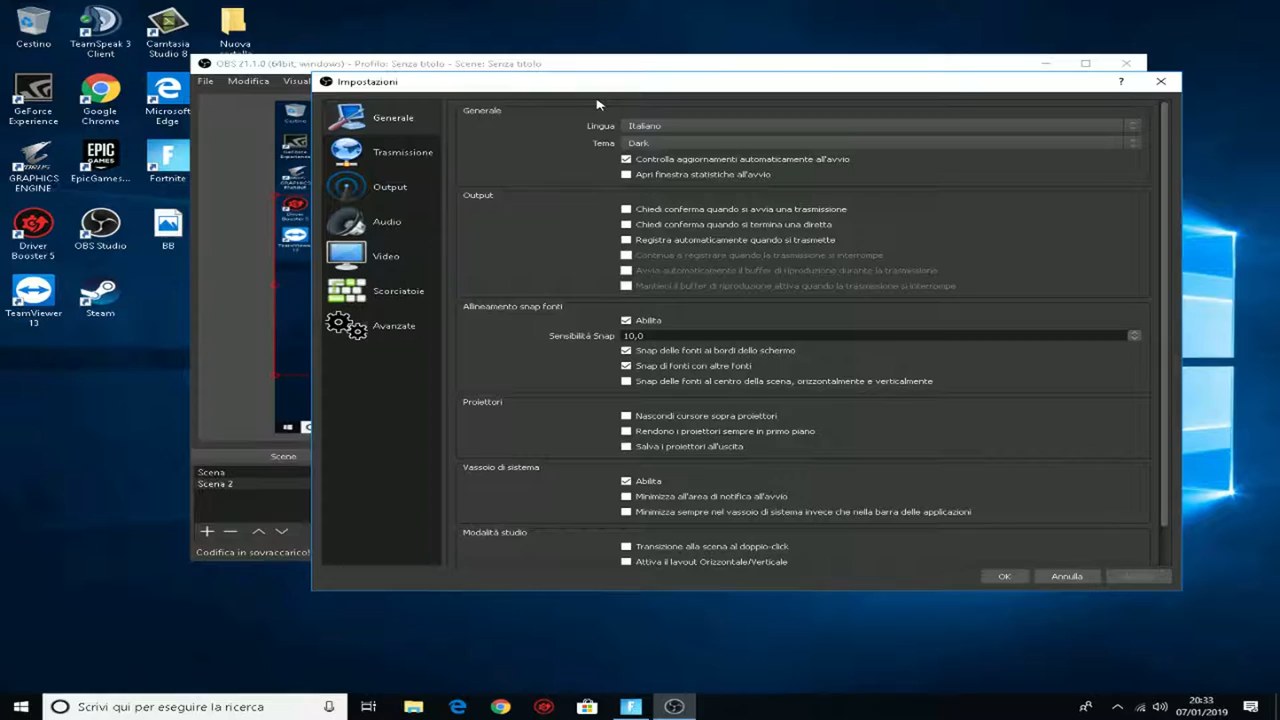 Cestino
TeamSpeak 3
Client
Camtasia
Studio 8
Nuova
GeForce
Experience
Google
Chrome
Microsoft
Edge
GRAPHICS
ENGINE
EpicGames...
Fortnite
Driver
Booster 5
OBS Studio
BB
TeamViewer
13
Steam
OBS 21.1.0 (64bit, windows) - Profilo: Senza titolo - Scene: Senza titolo
File
Modifica
Visual
Impostazioni
?
Generale
Trasmissione
Output
Audio
Video
Scorciatoie
Avanzate
Generale
Lingua
Italiano
Tema
Dark
Controlla aggiornamenti automaticamente all'avvio
Apri finestra statistiche all'avvio
Output
Chiedi conferma quando si avvia una trasmissione
Chiedi conferma quando si termina una diretta
Registra automaticamente quando si trasmette
Continua a registrare quando la trasmissione si interrompe
Avvia automaticamente il buffer di riproduzione durante la trasmissione
Mantieni il buffer di riproduzione attiva quando la trasmissione si interrompe
Allineamento snap fonti
Abilita
Sensibilità Snap
10,0
Snap delle fonti ai bordi dello schermo
Snap di fonti con altre fonti
Snap delle fonti al centro della scena, orizzontalmente e verticalmente
Proiettori
Nascondi cursore sopra proiettori
Rendono i proiettori sempre in primo piano
Salva i proiettori all'uscita
Vassoio di sistema
Abilita
Minimizza all'area di notifica all'avvio
Minimizza sempre nel vassoio di sistema invece che nella barra delle applicazioni
Modalità studio
Transizione alla scena al doppio-click
Attiva il layout Orizzontale/Verticale
OK
Annulla
Scene
Scena
Scena 2
Codifica in sovraccarico!
Scrivi qui per eseguire la ricerca
20:33
07/01/2019